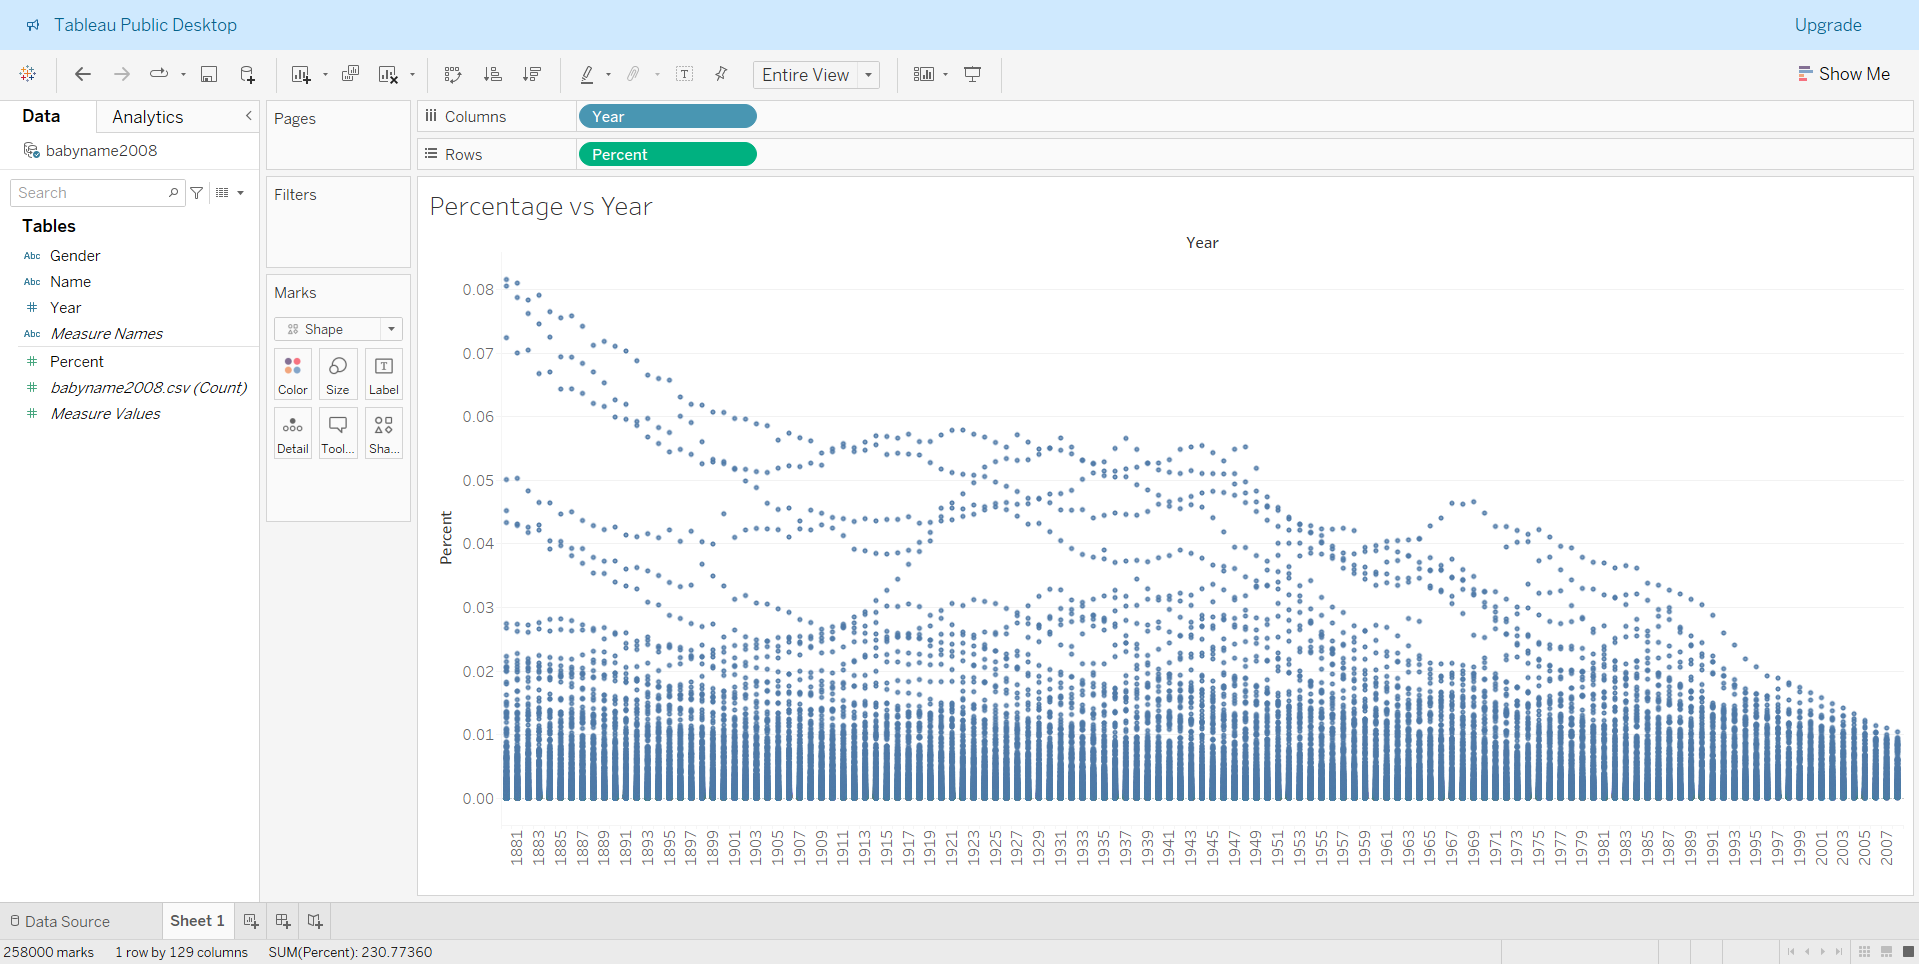 Tableau Public Desktop
Upgrade
Entire View
Show Me
Data
Analytics
babyname2008
Search
Tables
Abc Gender
Abc Name
Year
Abc Measure Names
Percent
babyname2008.csv (Count)
Measure Values
Pages
Filters
Marks
Shape
Color
Size
Label
Detail
Tool...
Sha...
Columns
Year
Rows
Percent
Percentage vs Year
Year
Percent
0.08
0.07
0.06
0.05
0.04
0.03
0.02
0.01
0.00
1881 1883 1885 1887 1889 1891 1893 1895 1897 1899 1901 1903 1905 1907 1909 1911 1913 1915 1917 1919 1921 1923 1925 1927 1929 1931 1933 1935 1937 1939 1941 1943 1945 1947 1949 1951 1953 1955 1957 1959 1961 1963 1965 1967 1969 1971 1973 1975 1977 1979 1981 1983 1985 1987 1989 1991 1993 1995 1997 1999 2001 2003 2005 2007
Data Source
Sheet 1
258000 marks 1 row by 129 columns SUM(Percent): 230.77360